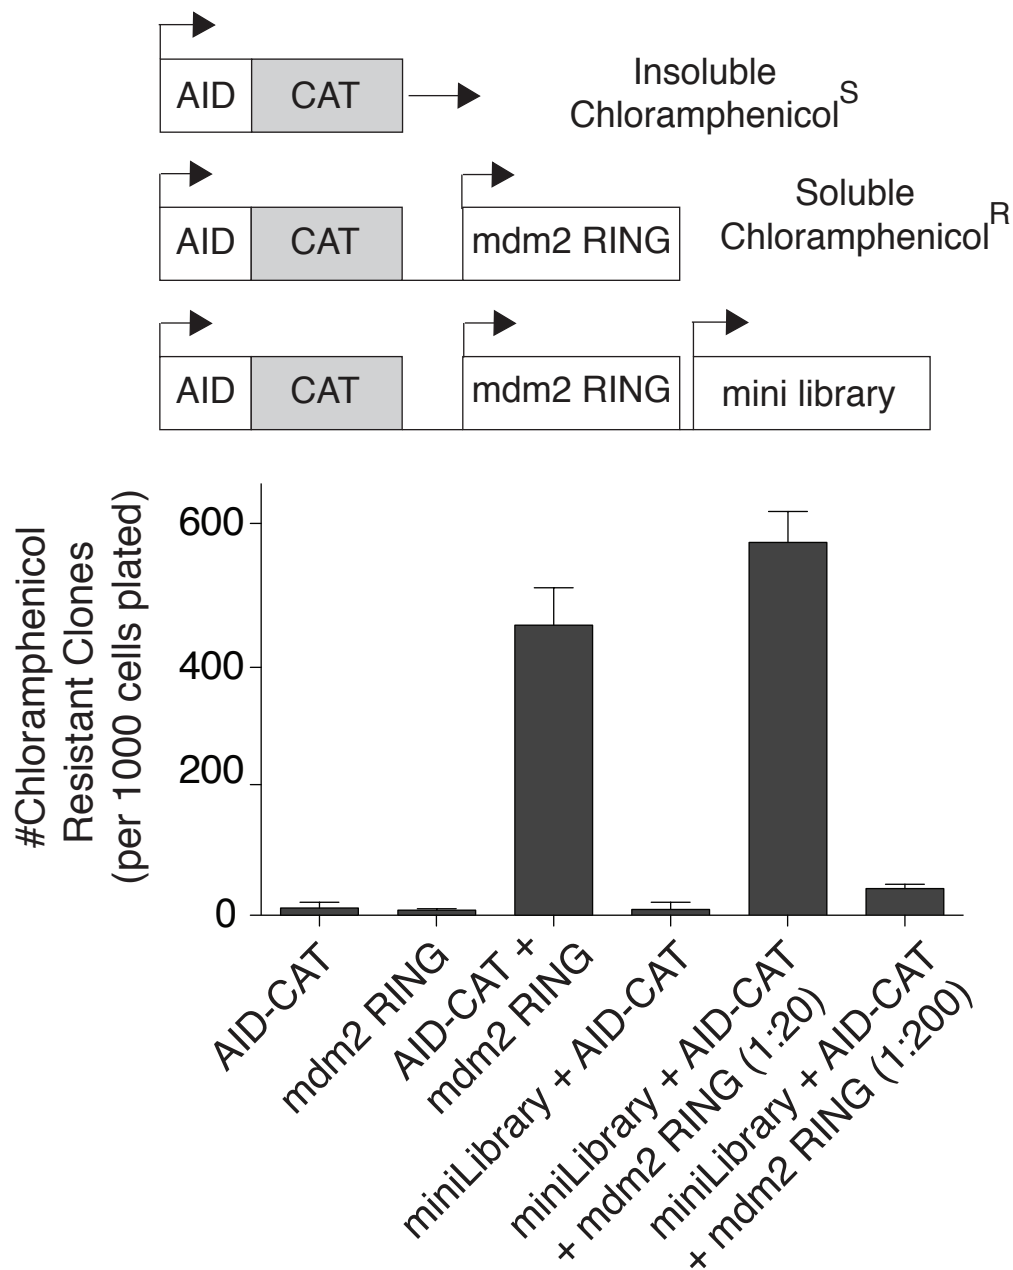 AID CAT
Insoluble
Chloramphenicol^S
AID CAT mdm2 RING
Soluble
Chloramphenicol^R
AID CAT mdm2 RING mini library
#Chloramphenicol
Resistant Clones
(per 1000 cells plated)
600
400
200
0
AID-CAT
mdm2 RING
AID-CAT +
mdm2 RING
miniLibrary + AID-CAT
miniLibrary + AID-CAT
+ mdm2 RING (1:20)
miniLibrary + AID-CAT
+ mdm2 RING (1:200)